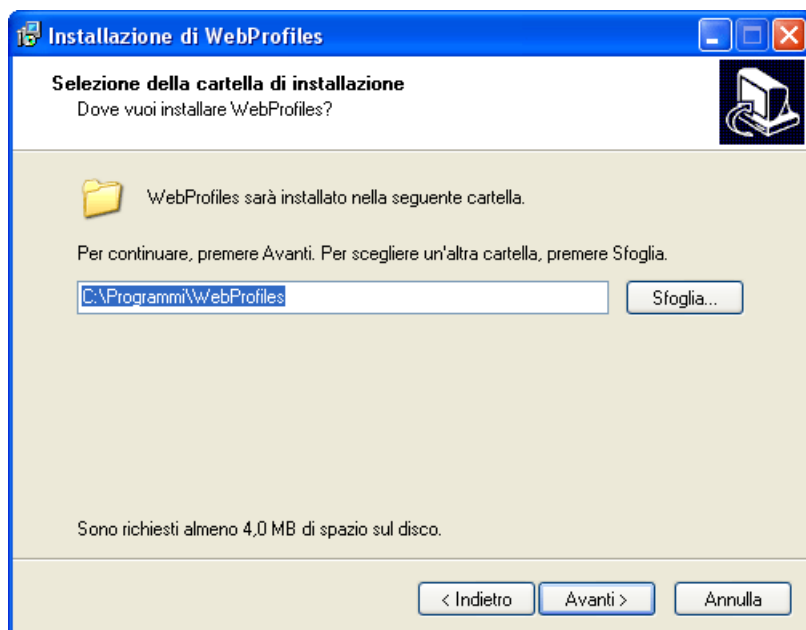 Installazione di WebProfiles
Selezione della cartella di installazione
Dove vuoi installare WebProfiles?
WebProfiles sarà installato nella seguente cartella.
Per continuare, premere Avanti. Per scegliere un'altra cartella, premere Sfoglia.
C:\Programmi\WebProfiles
Sfoglia...
Sono richiesti almeno 4,0 MB di spazio sul disco.
< Indietro
Avanti >
Annulla